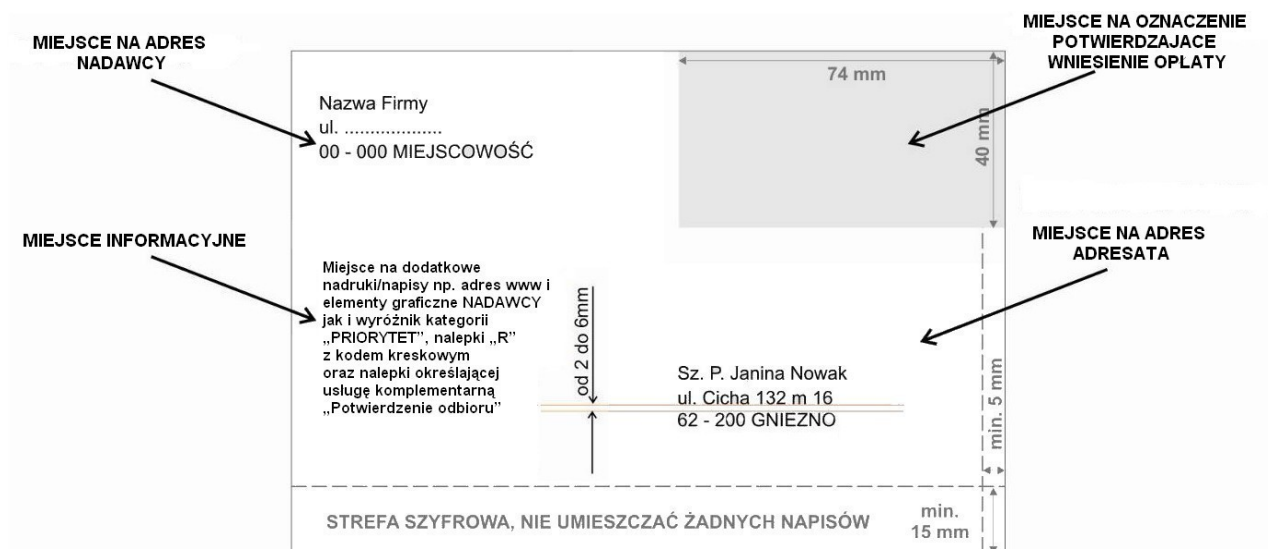 MIEJSCE NA ADRES
NADAWCY
MIEJSCE NA OZNACZENIE
POTWIERDZAJACE
WNIESIENIE OPŁATY
74 mm
40 mm
Nazwa Firmy
ul. ...................
00 - 000 MIEJSCOWOŚĆ
MIEJSCE INFORMACYJNE
MIEJSCE NA ADRES
ADRESATA
Miejsce na dodatkowe
nadruki/napisy np. adres www i
elementy graficzne NADAWCY
jak i wyróżnik kategorii
„PRIORYTET”, nalepki „R”
z kodem kreskowym
oraz nalepki określającej
usługę komplementarną
„Potwierdzenie odbioru”
od 2 do 6mm
Sz. P. Janina Nowak
ul. Cicha 132 m 16
62 - 200 GNIEZNO
min. 5 mm
STREFA SZYFROWA, NIE UMIESZCZAĆ ŻADNYCH NAPISÓW
min.
15 mm